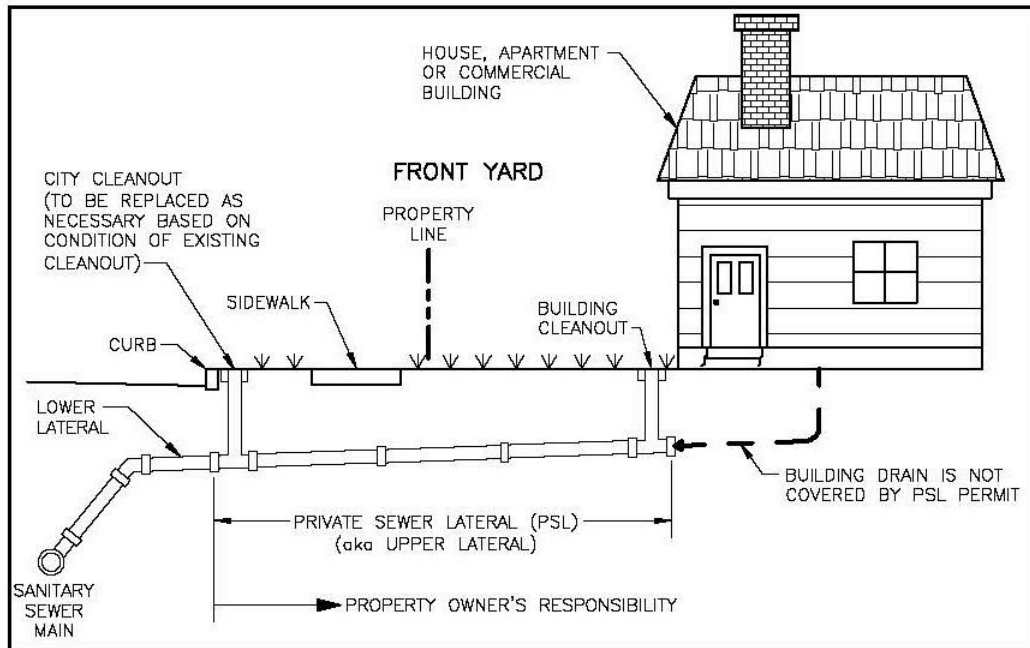 HOUSE, APARTMENT
OR COMMERCIAL
BUILDING
FRONT YARD
CITY CLEANOUT
(TO BE REPLACED AS
NECESSARY BASED ON
CONDITION OF EXISTING
CLEANOUT)
PROPERTY
LINE
SIDEWALK
BUILDING
CLEANOUT
CURB
LOWER
LATERAL
BUILDING DRAIN IS NOT
COVERED BY PSL PERMIT
PRIVATE SEWER LATERAL (PSL)
(aka UPPER LATERAL)
SANITARY
SEWER
MAIN
PROPERTY OWNER'S RESPONSIBILITY